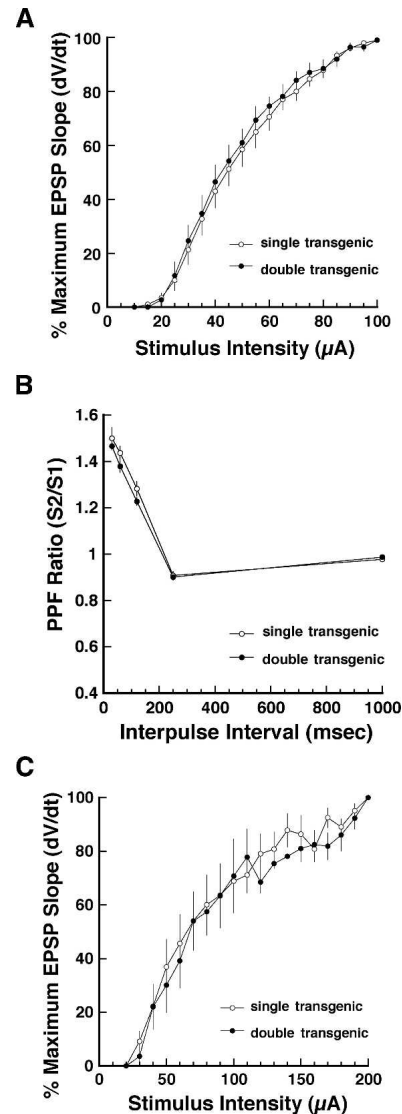 A
% Maximum EPSP Slope (dV/dt)
100
80
60
40
20
0
single transgenic
double transgenic
0 20 40 60 80 100
Stimulus Intensity (µA)
B
PPF Ratio (S2/S1)
1.6
1.4
1.2
1
0.8
0.6
0.4
single transgenic
double transgenic
0 200 400 600 800 1000
Interpulse Interval (msec)
C
% Maximum EPSP Slope (dV/dt)
100
80
60
40
20
0
single transgenic
double transgenic
0 50 100 150 200
Stimulus Intensity (µA)